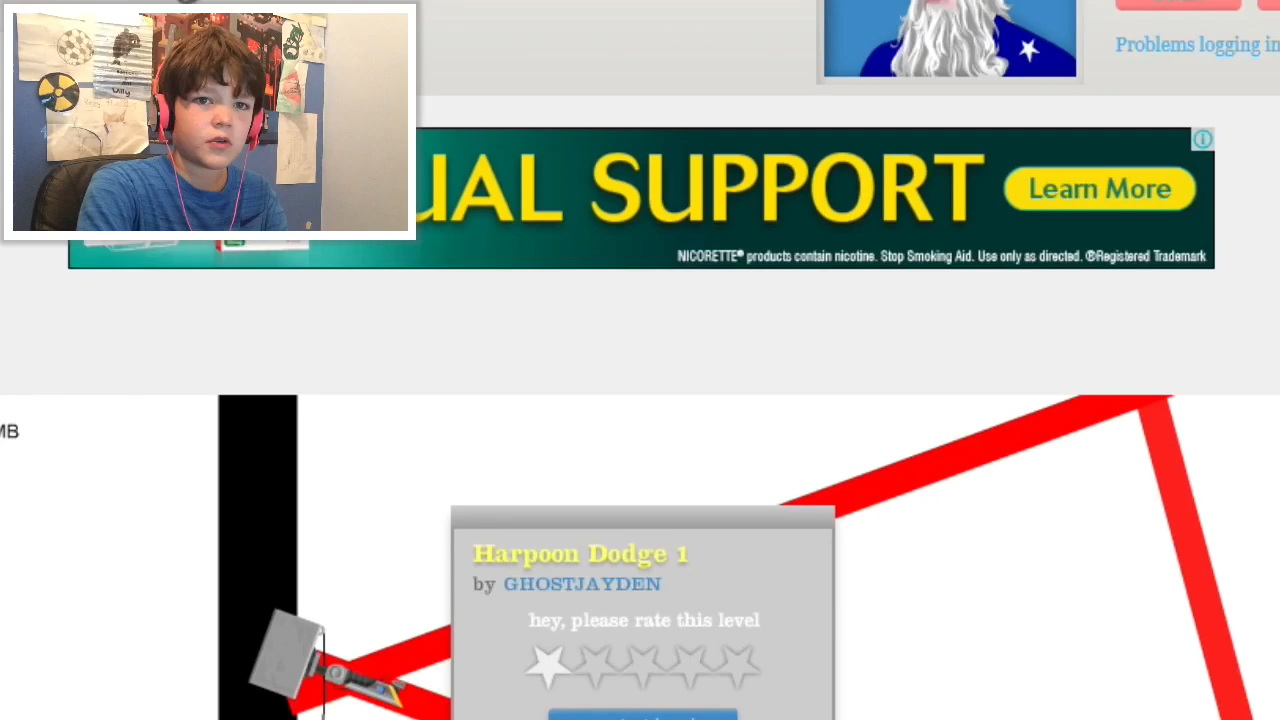 Problems logging in
UAL SUPPORT
Learn More
NICORETTE® products contain nicotine. Stop Smoking Aid. Use only as directed. ®Registered Trademark
MB
Harpoon Dodge 1
by GHOSTJAYDEN
hey, please rate this level